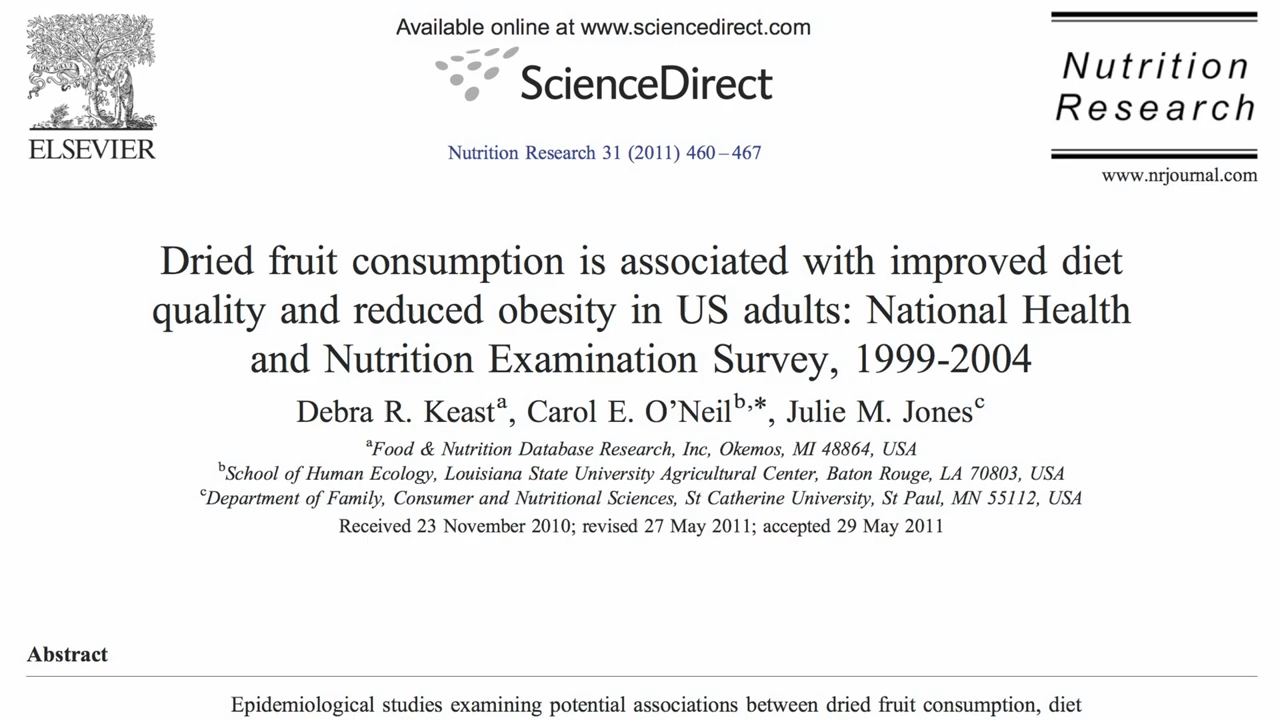 Available online at www.sciencedirect.com
ScienceDirect
ELSEVIER
Nutrition Research 31 (2011) 460–467
Nutrition
Research
www.nrjournal.com
Dried fruit consumption is associated with improved diet
quality and reduced obesity in US adults: National Health
and Nutrition Examination Survey, 1999-2004
Debra R. Keastᵃ, Carol E. O’Neilᵇ,*, Julie M. Jonesᶜ
ᵃFood & Nutrition Database Research, Inc, Okemos, MI 48864, USA
ᵇSchool of Human Ecology, Louisiana State University Agricultural Center, Baton Rouge, LA 70803, USA
ᶜDepartment of Family, Consumer and Nutritional Sciences, St Catherine University, St Paul, MN 55112, USA
Received 23 November 2010; revised 27 May 2011; accepted 29 May 2011
Abstract
Epidemiological studies examining potential associations between dried fruit consumption, diet